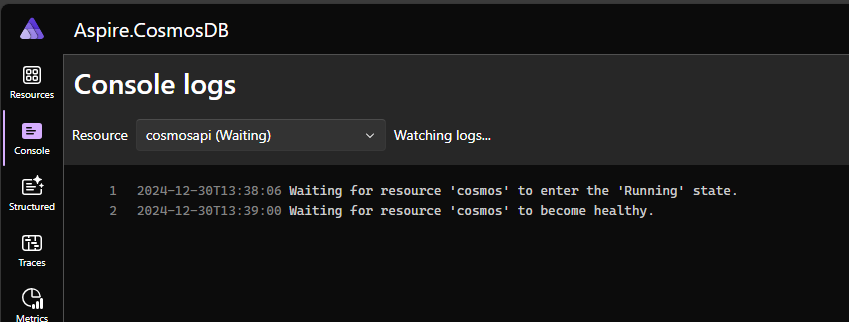 Aspire.CosmosDB
Resources
Console
Structured
Traces
Metrics
Console logs
Resource cosmosapi (Waiting) Watching logs...
1 2024-12-30T13:38:06 Waiting for resource 'cosmos' to enter the 'Running' state.
2 2024-12-30T13:39:00 Waiting for resource 'cosmos' to become healthy.